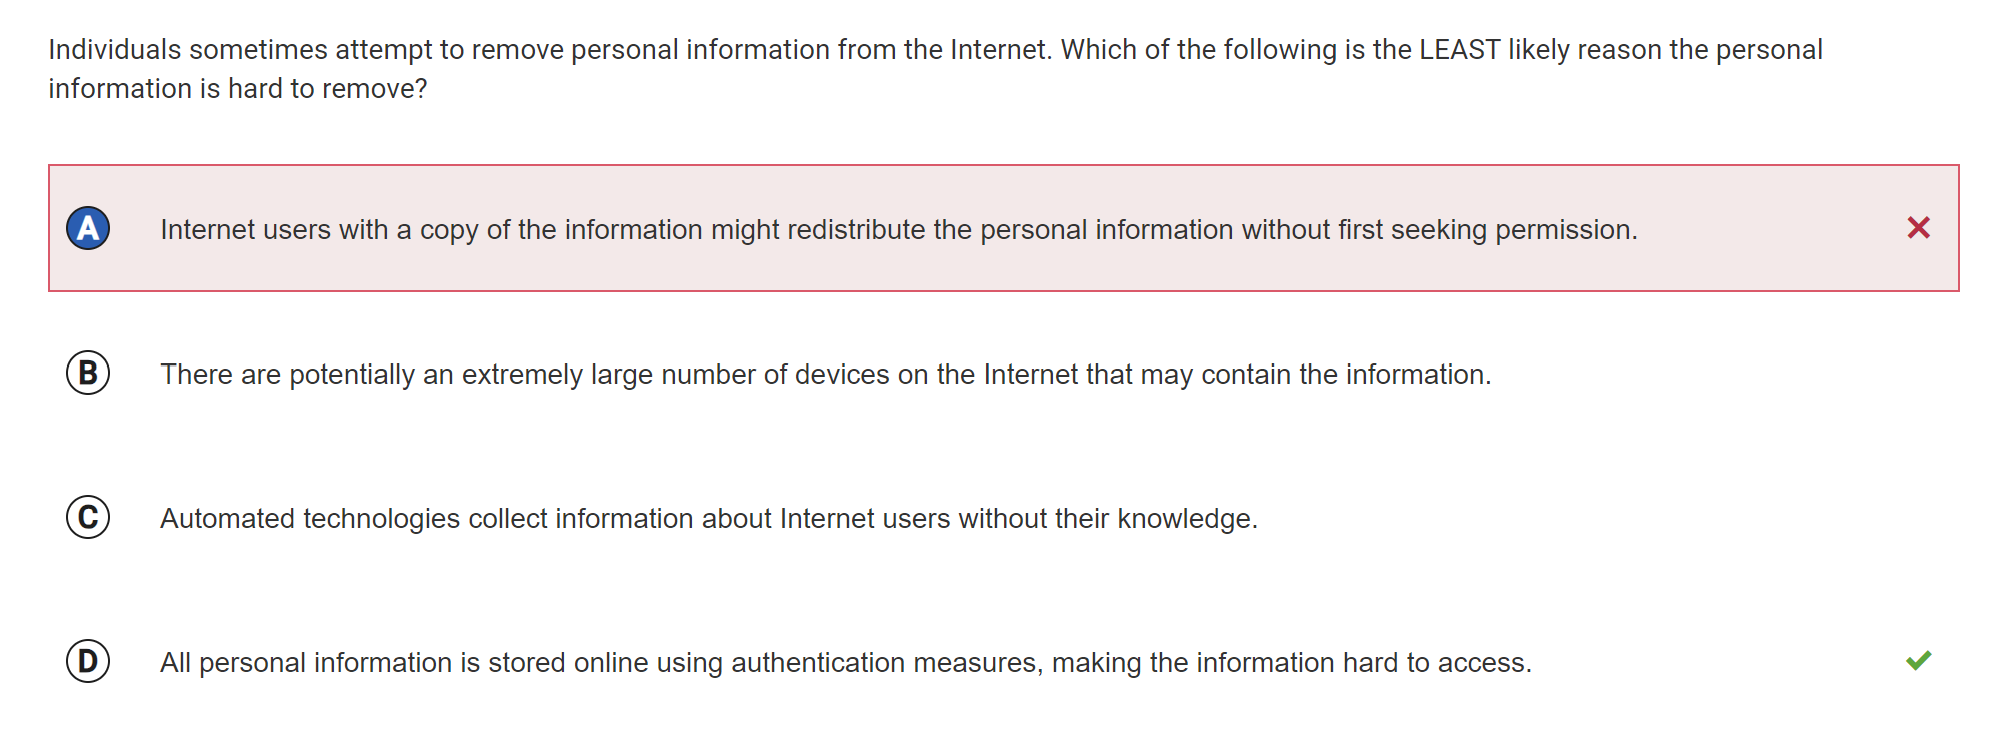 Individuals sometimes attempt to remove personal information from the Internet. Which of the following is the LEAST likely reason the personal
information is hard to remove?
A Internet users with a copy of the information might redistribute the personal information without first seeking permission.
B There are potentially an extremely large number of devices on the Internet that may contain the information.
C Automated technologies collect information about Internet users without their knowledge.
D All personal information is stored online using authentication measures, making the information hard to access.